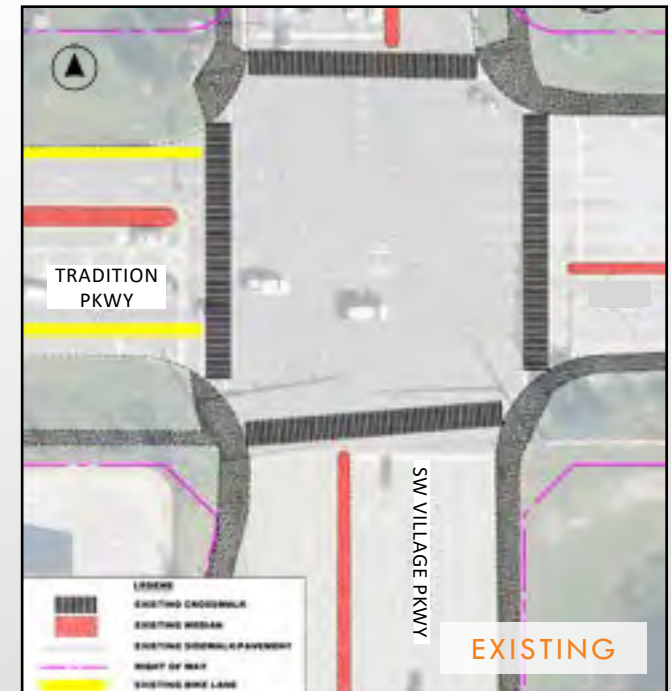 TRADITION
PKWY
SW VILLAGE PKWY
LEGEND
EXISTING CROSSWALK
EXISTING MEDIAN
EXISTING SIDEWALK/PAVEMENT
RIGHT OF WAY
EXISTING BIKE LANE
EXISTING